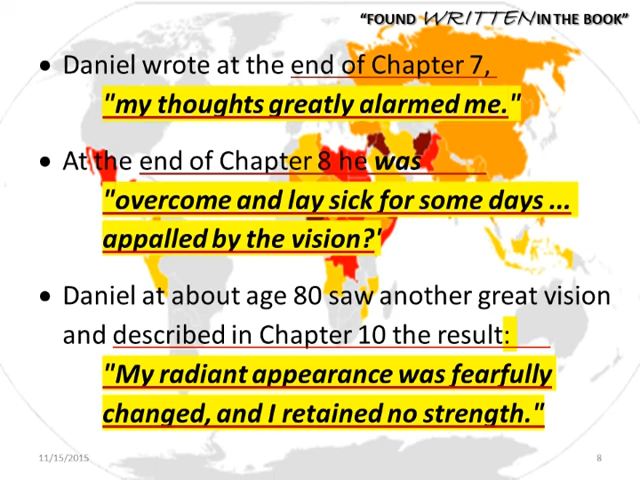 “FOUND WRITTEN IN THE BOOK”
• Daniel wrote at the end of Chapter 7,
"my thoughts greatly alarmed me."
• At the end of Chapter 8 he was
"overcome and lay sick for some days ...
appalled by the vision?'
• Daniel at about age 80 saw another great vision
and described in Chapter 10 the result:
"My radiant appearance was fearfully
changed, and I retained no strength."
11/15/2015 8